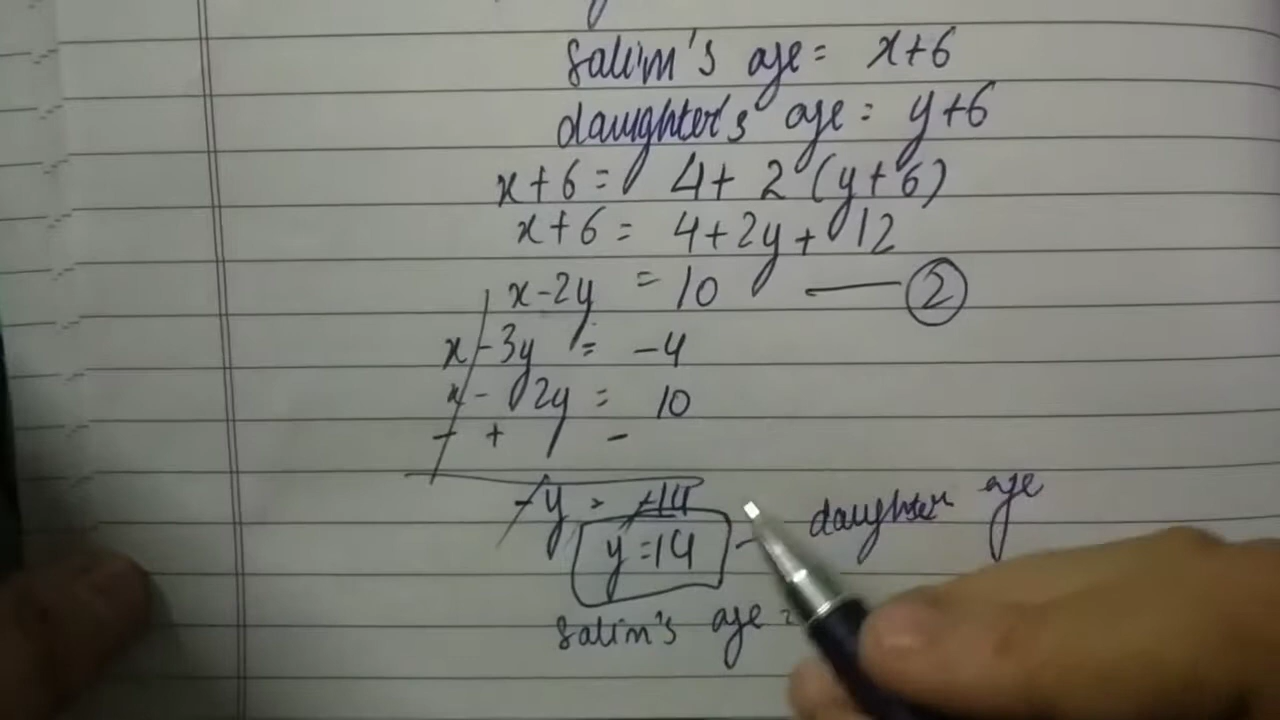 Salim's age = x+6
daughter's age = y+6
x+6 = 4+ 2 (y+6)
x+6 = 4+2y+ 12
x-2y = 10 — ②
x-3y = -4
x- 2y = 10
- + -
-y = -14
y=14 - daughter age
Salim's age =